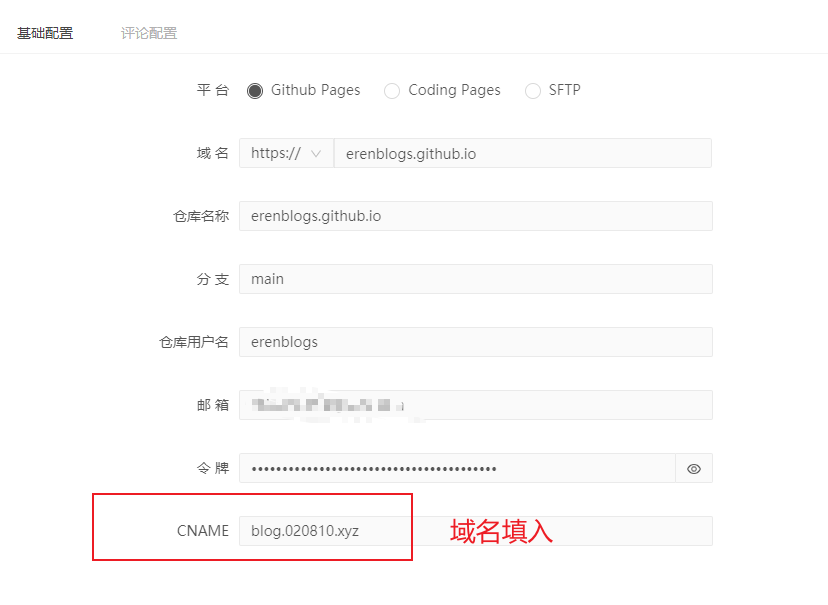 基础配置 评论配置
平台 Github Pages Coding Pages SFTP
域名 https:// erenblogs.github.io
仓库名称 erenblogs.github.io
分支 main
仓库用户名 erenblogs
邮箱
令牌 ••••••••••••••••••••••••••••••••••••••••
CNAME blog.020810.xyz 域名填入